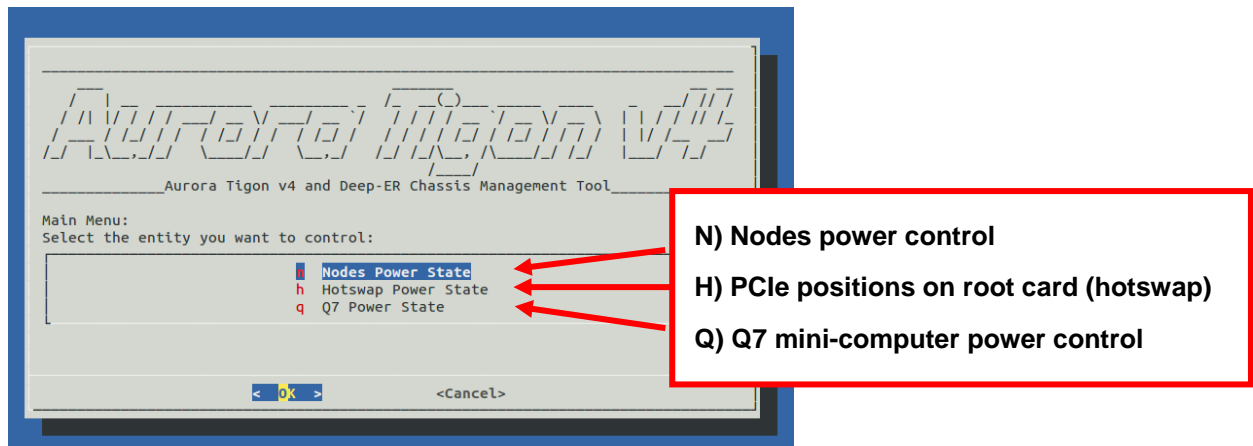 Aurora Tigon v4
Aurora Tigon v4 and Deep-ER Chassis Management Tool
Main Menu:
Select the entity you want to control:
n Nodes Power State
h Hotswap Power State
q Q7 Power State
< OK > <Cancel>
N) Nodes power control
H) PCIe positions on root card (hotswap)
Q) Q7 mini-computer power control